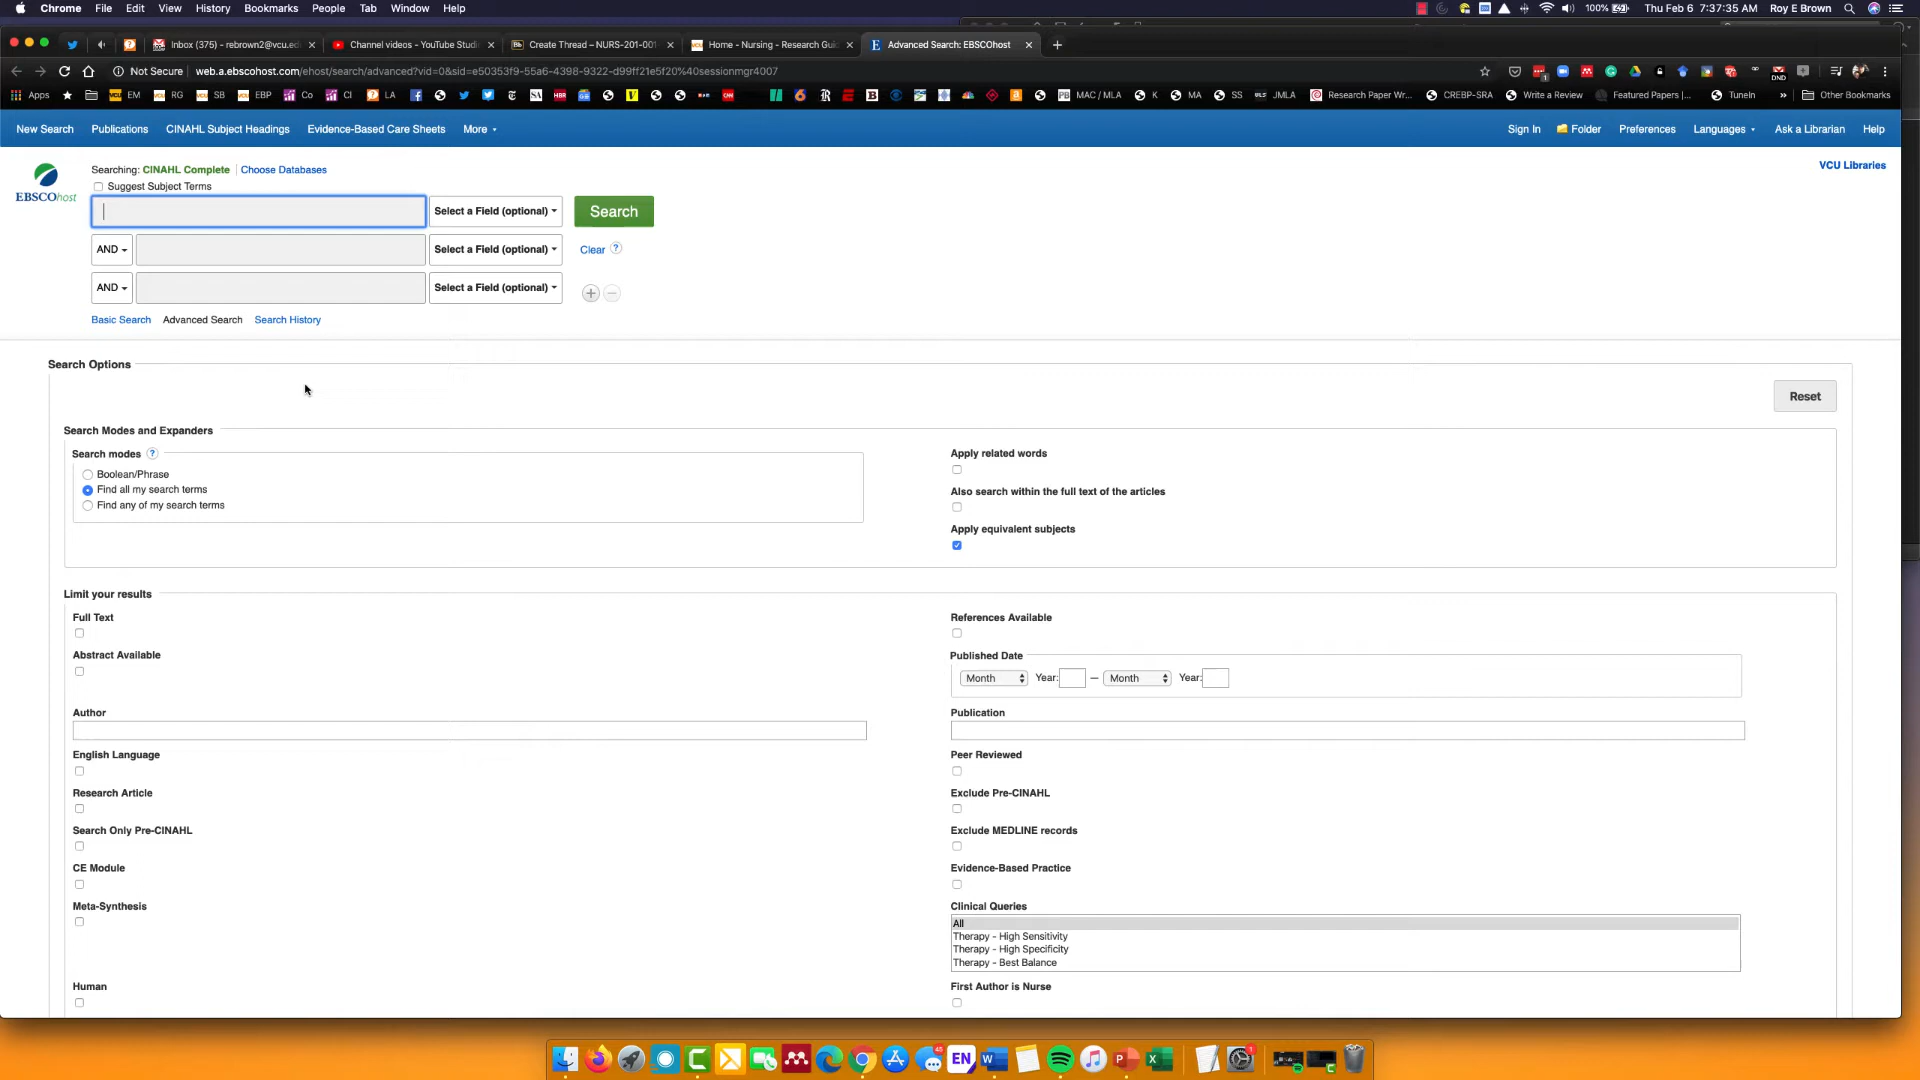 Chrome File Edit View History Bookmarks People Tab Window Help 100% Thu Feb 6 7:37:35 AM Roy E Brown
Inbox (375) - rebrown2@vcu.ed Channel videos - YouTube Studi Create Thread – NURS-201-001 Home - Nursing - Research Gui Advanced Search: EBSCOhost
Not Secure web.a.ebscohost.com/ehost/search/advanced?vid=0&sid=e50353f9-55a6-4398-9322-d99ff21e5f20%40sessionmgr4007
Apps EM RG SB EBP Co CI LA MAC / MLA K MA SS JMLA Research Paper Wr... CREBP-SRA Write a Review Featured Papers |... TuneIn » Other Bookmarks
New Search Publications CINAHL Subject Headings Evidence-Based Care Sheets More Sign In Folder Preferences Languages Ask a Librarian Help
Searching: CINAHL Complete Choose Databases VCU Libraries
Suggest Subject Terms
EBSCOhost
Select a Field (optional) Search
AND Select a Field (optional) Clear ?
AND Select a Field (optional)
Basic Search Advanced Search Search History
Search Options
Reset
Search Modes and Expanders
Search modes ? Apply related words
Boolean/Phrase
Find all my search terms Also search within the full text of the articles
Find any of my search terms
Apply equivalent subjects
Limit your results
Full Text References Available
Abstract Available Published Date
Month Year: – Month Year:
Author Publication
English Language Peer Reviewed
Research Article Exclude Pre-CINAHL
Search Only Pre-CINAHL Exclude MEDLINE records
CE Module Evidence-Based Practice
Meta-Synthesis Clinical Queries
All
Therapy - High Sensitivity
Therapy - High Specificity
Therapy - Best Balance
Human First Author is Nurse
EN